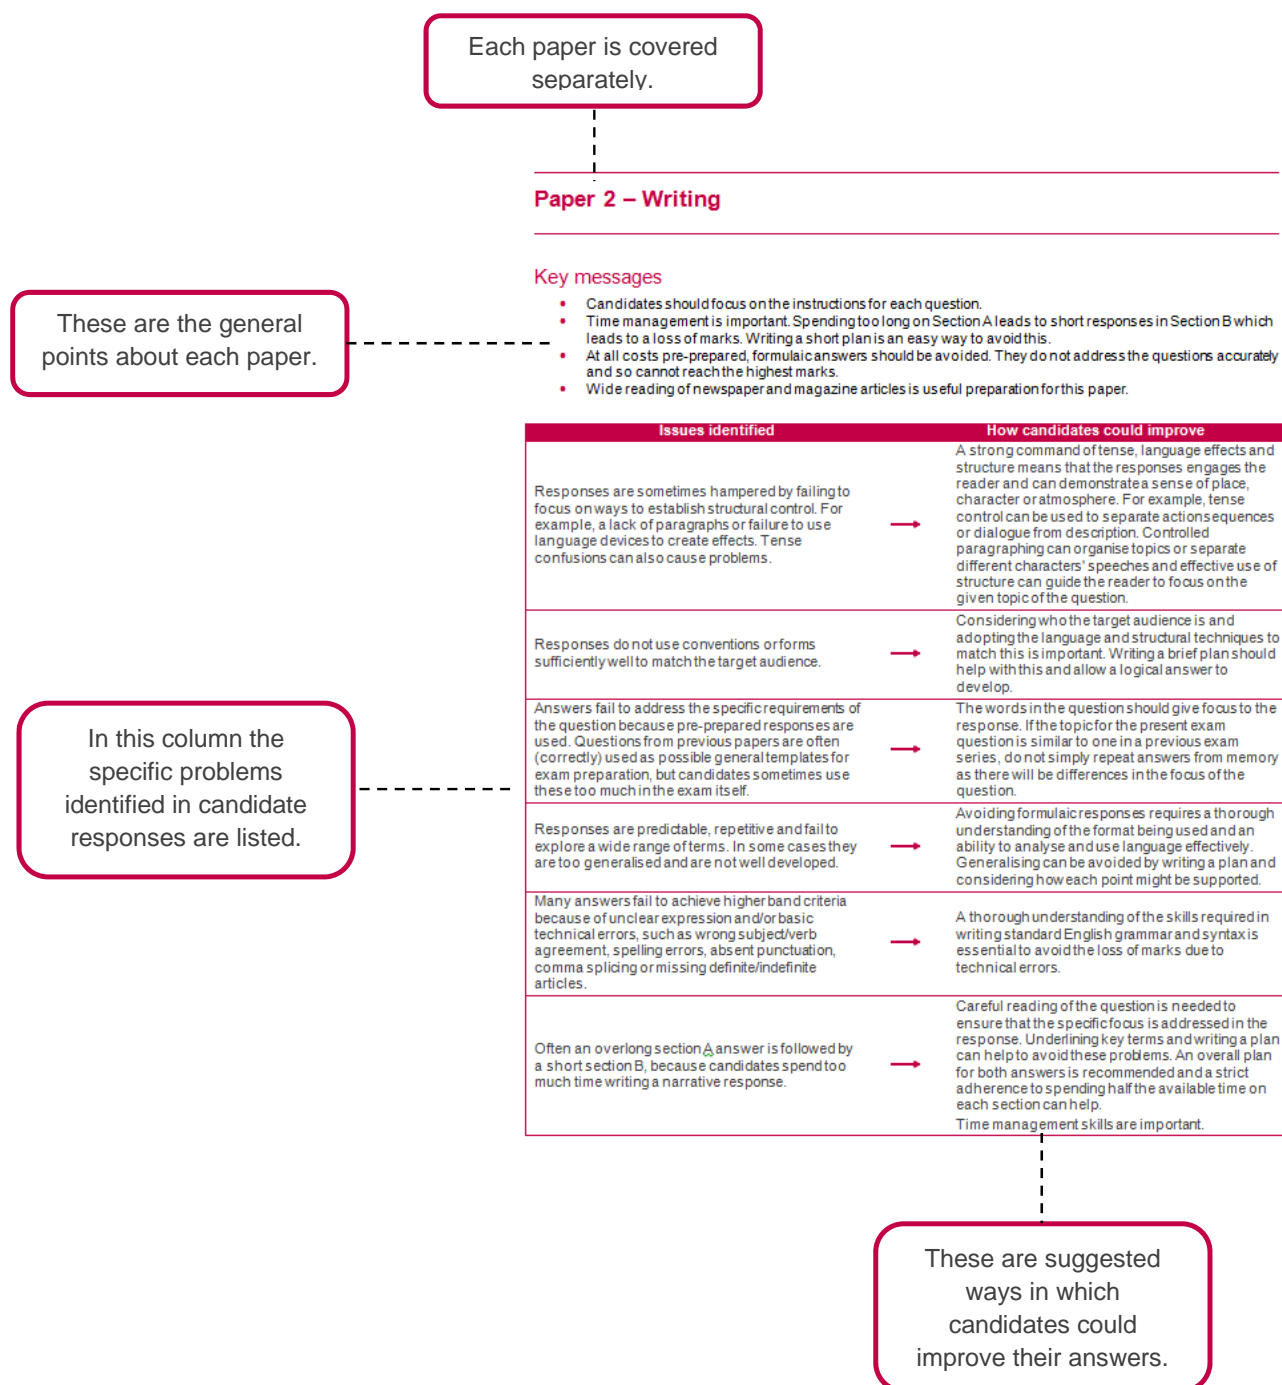 Each paper is covered
separately.
Paper 2 – Writing
Key messages
• Candidates should focus on the instructions for each question.
• Time management is important. Spending too long on Section A leads to short responses in Section B which
leads to a loss of marks. Writing a short plan is an easy way to avoid this.
• At all costs pre-prepared, formulaic answers should be avoided. They do not address the questions accurately
and so cannot reach the highest marks.
• Wide reading of newspaper and magazine articles is useful preparation for this paper.
These are the general
points about each paper.
Issues identified
How candidates could improve
Responses are sometimes hampered by failing to
focus on ways to establish structural control. For
example, a lack of paragraphs or failure to use
language devices to create effects. Tense
confusions can also cause problems.
A strong command of tense, language effects and
structure means that the responses engages the
reader and can demonstrate a sense of place,
character or atmosphere. For example, tense
control can be used to separate action sequences
or dialogue from description. Controlled
paragraphing can organise topics or separate
different characters' speeches and effective use of
structure can guide the reader to focus on the
given topic of the question.
Responses do not use conventions or forms
sufficiently well to match the target audience.
Considering who the target audience is and
adopting the language and structural techniques to
match this is important. Writing a brief plan should
help with this and allow a logical answer to
develop.
Answers fail to address the specific requirements of
the question because pre-prepared responses are
used. Questions from previous papers are often
(correctly) used as possible general templates for
exam preparation, but candidates sometimes use
these too much in the exam itself.
The words in the question should give focus to the
response. If the topic for the present exam
question is similar to one in a previous exam
series, do not simply repeat answers from memory
as there will be differences in the focus of the
question.
Responses are predictable, repetitive and fail to
explore a wide range of terms. In some cases they
are too generalised and are not well developed.
Avoiding formulaic responses requires a thorough
understanding of the format being used and an
ability to analyse and use language effectively.
Generalising can be avoided by writing a plan and
considering how each point might be supported.
Many answers fail to achieve higher band criteria
because of unclear expression and/or basic
technical errors, such as wrong subject/verb
agreement, spelling errors, absent punctuation,
comma splicing or missing definite/indefinite
articles.
A thorough understanding of the skills required in
writing standard English grammar and syntax is
essential to avoid the loss of marks due to
technical errors.
Often an overlong section A answer is followed by
a short section B, because candidates spend too
much time writing a narrative response.
Careful reading of the question is needed to
ensure that the specific focus is addressed in the
response. Underlining key terms and writing a plan
can help to avoid these problems. An overall plan
for both answers is recommended and a strict
adherence to spending half the available time on
each section can help.
Time management skills are important.
In this column the
specific problems
identified in candidate
responses are listed.
These are suggested
ways in which
candidates could
improve their answers.